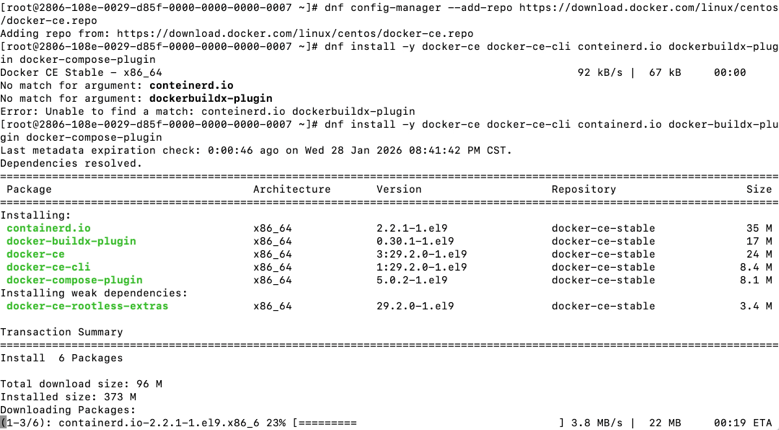 [root@2806-108e-0029-d85f-0000-0000-0000-0007 ~]# dnf config-manager --add-repo https://download.docker.com/linux/centos
/docker-ce.repo
Adding repo from: https://download.docker.com/linux/centos/docker-ce.repo
[root@2806-108e-0029-d85f-0000-0000-0000-0007 ~]# dnf install -y docker-ce docker-ce-cli conteinerd.io dockerbuildx-plug
in docker-compose-plugin
Docker CE Stable - x86_64 92 kB/s | 67 kB 00:00
No match for argument: conteinerd.io
No match for argument: dockerbuildx-plugin
Error: Unable to find a match: conteinerd.io dockerbuildx-plugin
[root@2806-108e-0029-d85f-0000-0000-0000-0007 ~]# dnf install -y docker-ce docker-ce-cli containerd.io docker-buildx-plu
gin docker-compose-plugin
Last metadata expiration check: 0:00:46 ago on Wed 28 Jan 2026 08:41:42 PM CST.
Dependencies resolved.
========================================================================================================================
Package Architecture Version Repository Size
========================================================================================================================
Installing:
containerd.io x86_64 2.2.1-1.el9 docker-ce-stable 35 M
docker-buildx-plugin x86_64 0.30.1-1.el9 docker-ce-stable 17 M
docker-ce x86_64 3:29.2.0-1.el9 docker-ce-stable 24 M
docker-ce-cli x86_64 1:29.2.0-1.el9 docker-ce-stable 8.4 M
docker-compose-plugin x86_64 5.0.2-1.el9 docker-ce-stable 8.1 M
Installing weak dependencies:
docker-ce-rootless-extras x86_64 29.2.0-1.el9 docker-ce-stable 3.4 M
Transaction Summary
========================================================================================================================
Install 6 Packages
Total download size: 96 M
Installed size: 373 M
Downloading Packages:
(1-3/6): containerd.io-2.2.1-1.el9.x86_6 23% [========= ] 3.8 MB/s | 22 MB 00:19 ETA